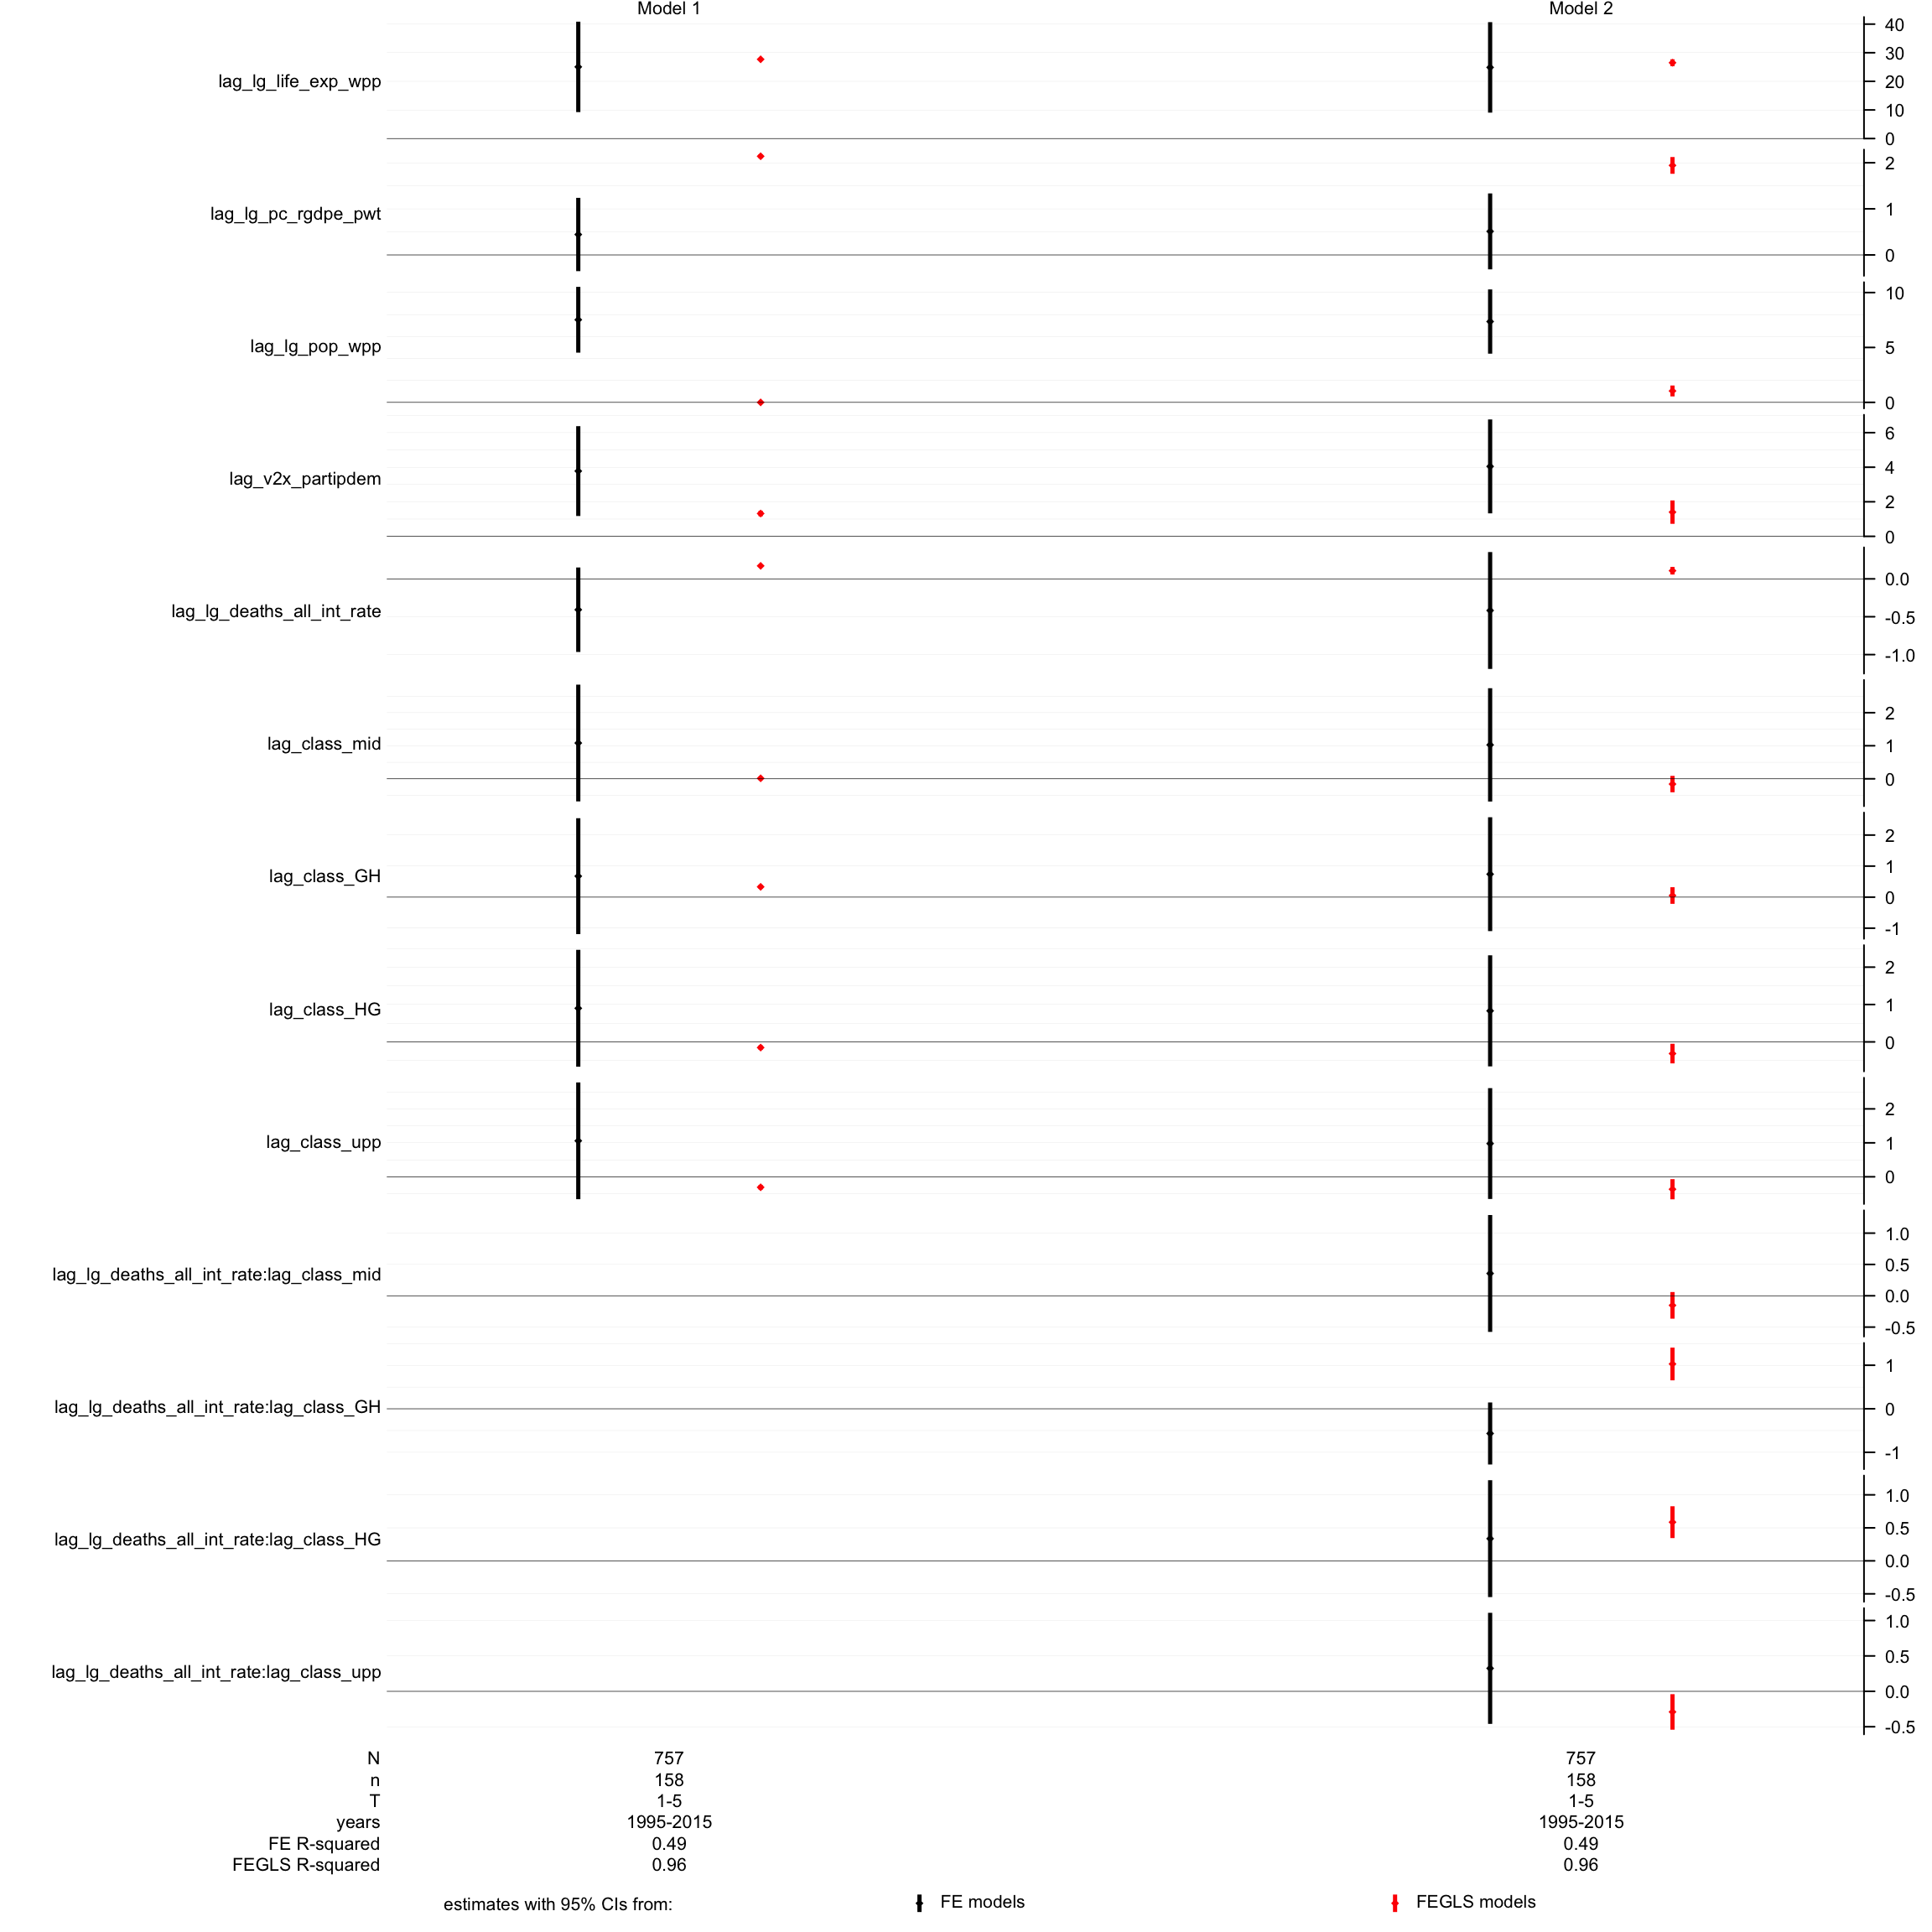 Model 1 Model 2
lag_lg_life_exp_wpp
40
30
20
10
0
lag_lg_pc_rgdpe_pwt
2
1
0
lag_lg_pop_wpp
10
5
0
lag_v2x_partipdem
6
4
2
0
lag_lg_deaths_all_int_rate
0.0
-0.5
-1.0
lag_class_mid
2
1
0
lag_class_GH
2
1
0
-1
lag_class_HG
2
1
0
lag_class_upp
2
1
0
lag_lg_deaths_all_int_rate:lag_class_mid
1.0
0.5
0.0
-0.5
lag_lg_deaths_all_int_rate:lag_class_GH
1
0
-1
lag_lg_deaths_all_int_rate:lag_class_HG
1.0
0.5
0.0
-0.5
lag_lg_deaths_all_int_rate:lag_class_upp
1.0
0.5
0.0
-0.5
N 757 757
n 158 158
T 1-5 1-5
years 1995-2015 1995-2015
FE R-squared 0.49 0.49
FEGLS R-squared 0.96 0.96
estimates with 95% CIs from: FE models FEGLS models